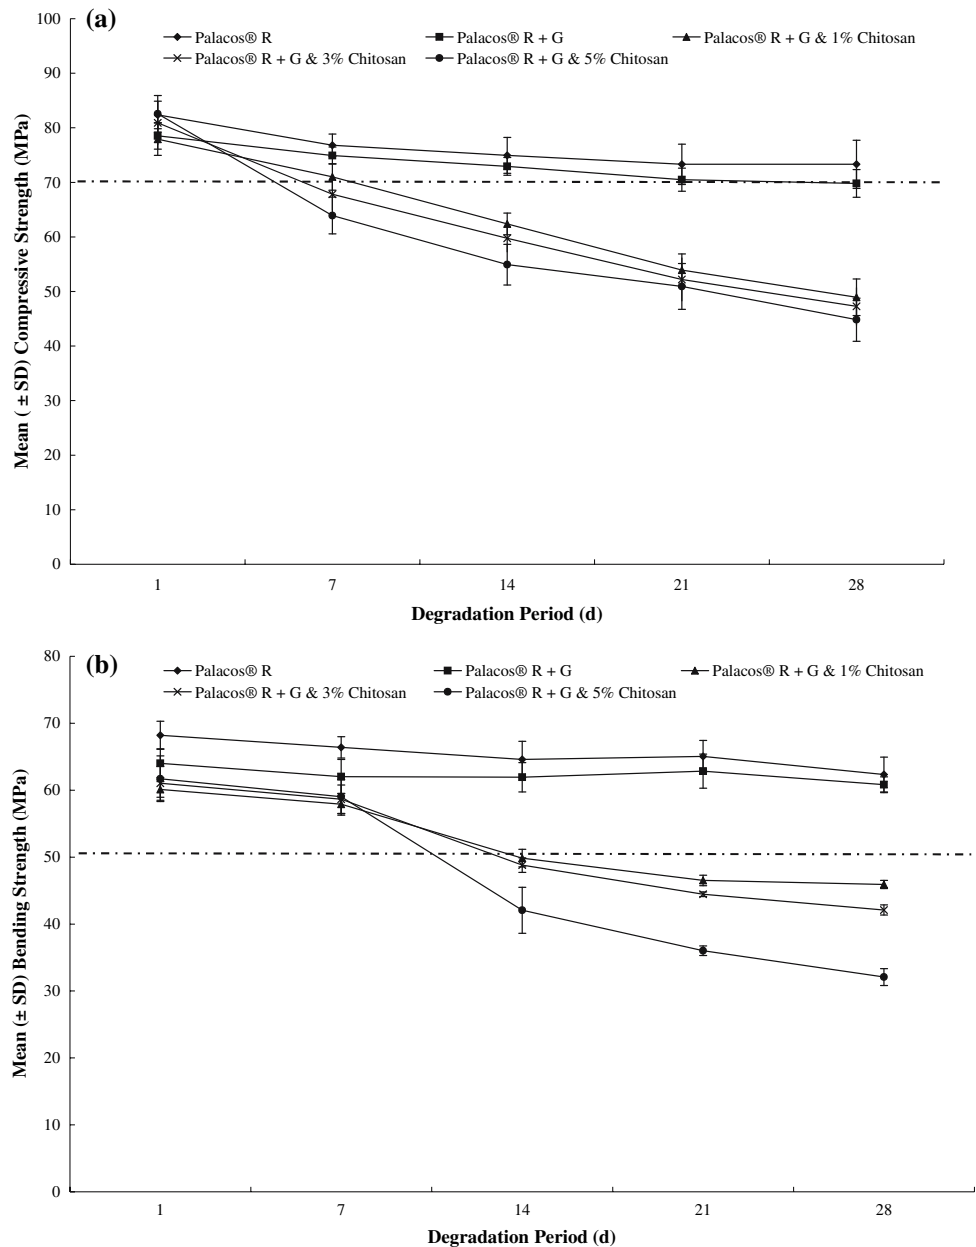 (a)
Palacos® R
Palacos® R + G
Palacos® R + G & 1% Chitosan
Palacos® R + G & 3% Chitosan
Palacos® R + G & 5% Chitosan
Mean ( ± SD) Compressive Strength (MPa)
100
90
80
70
60
50
40
30
20
10
0
1 7 14 21 28
Degradation Period (d)
(b)
Palacos® R
Palacos® R + G
Palacos® R + G & 1% Chitosan
Palacos® R + G & 3% Chitosan
Palacos® R + G & 5% Chitosan
Mean (± SD) Bending Strength (MPa)
80
70
60
50
40
30
20
10
0
1 7 14 21 28
Degradation Period (d)